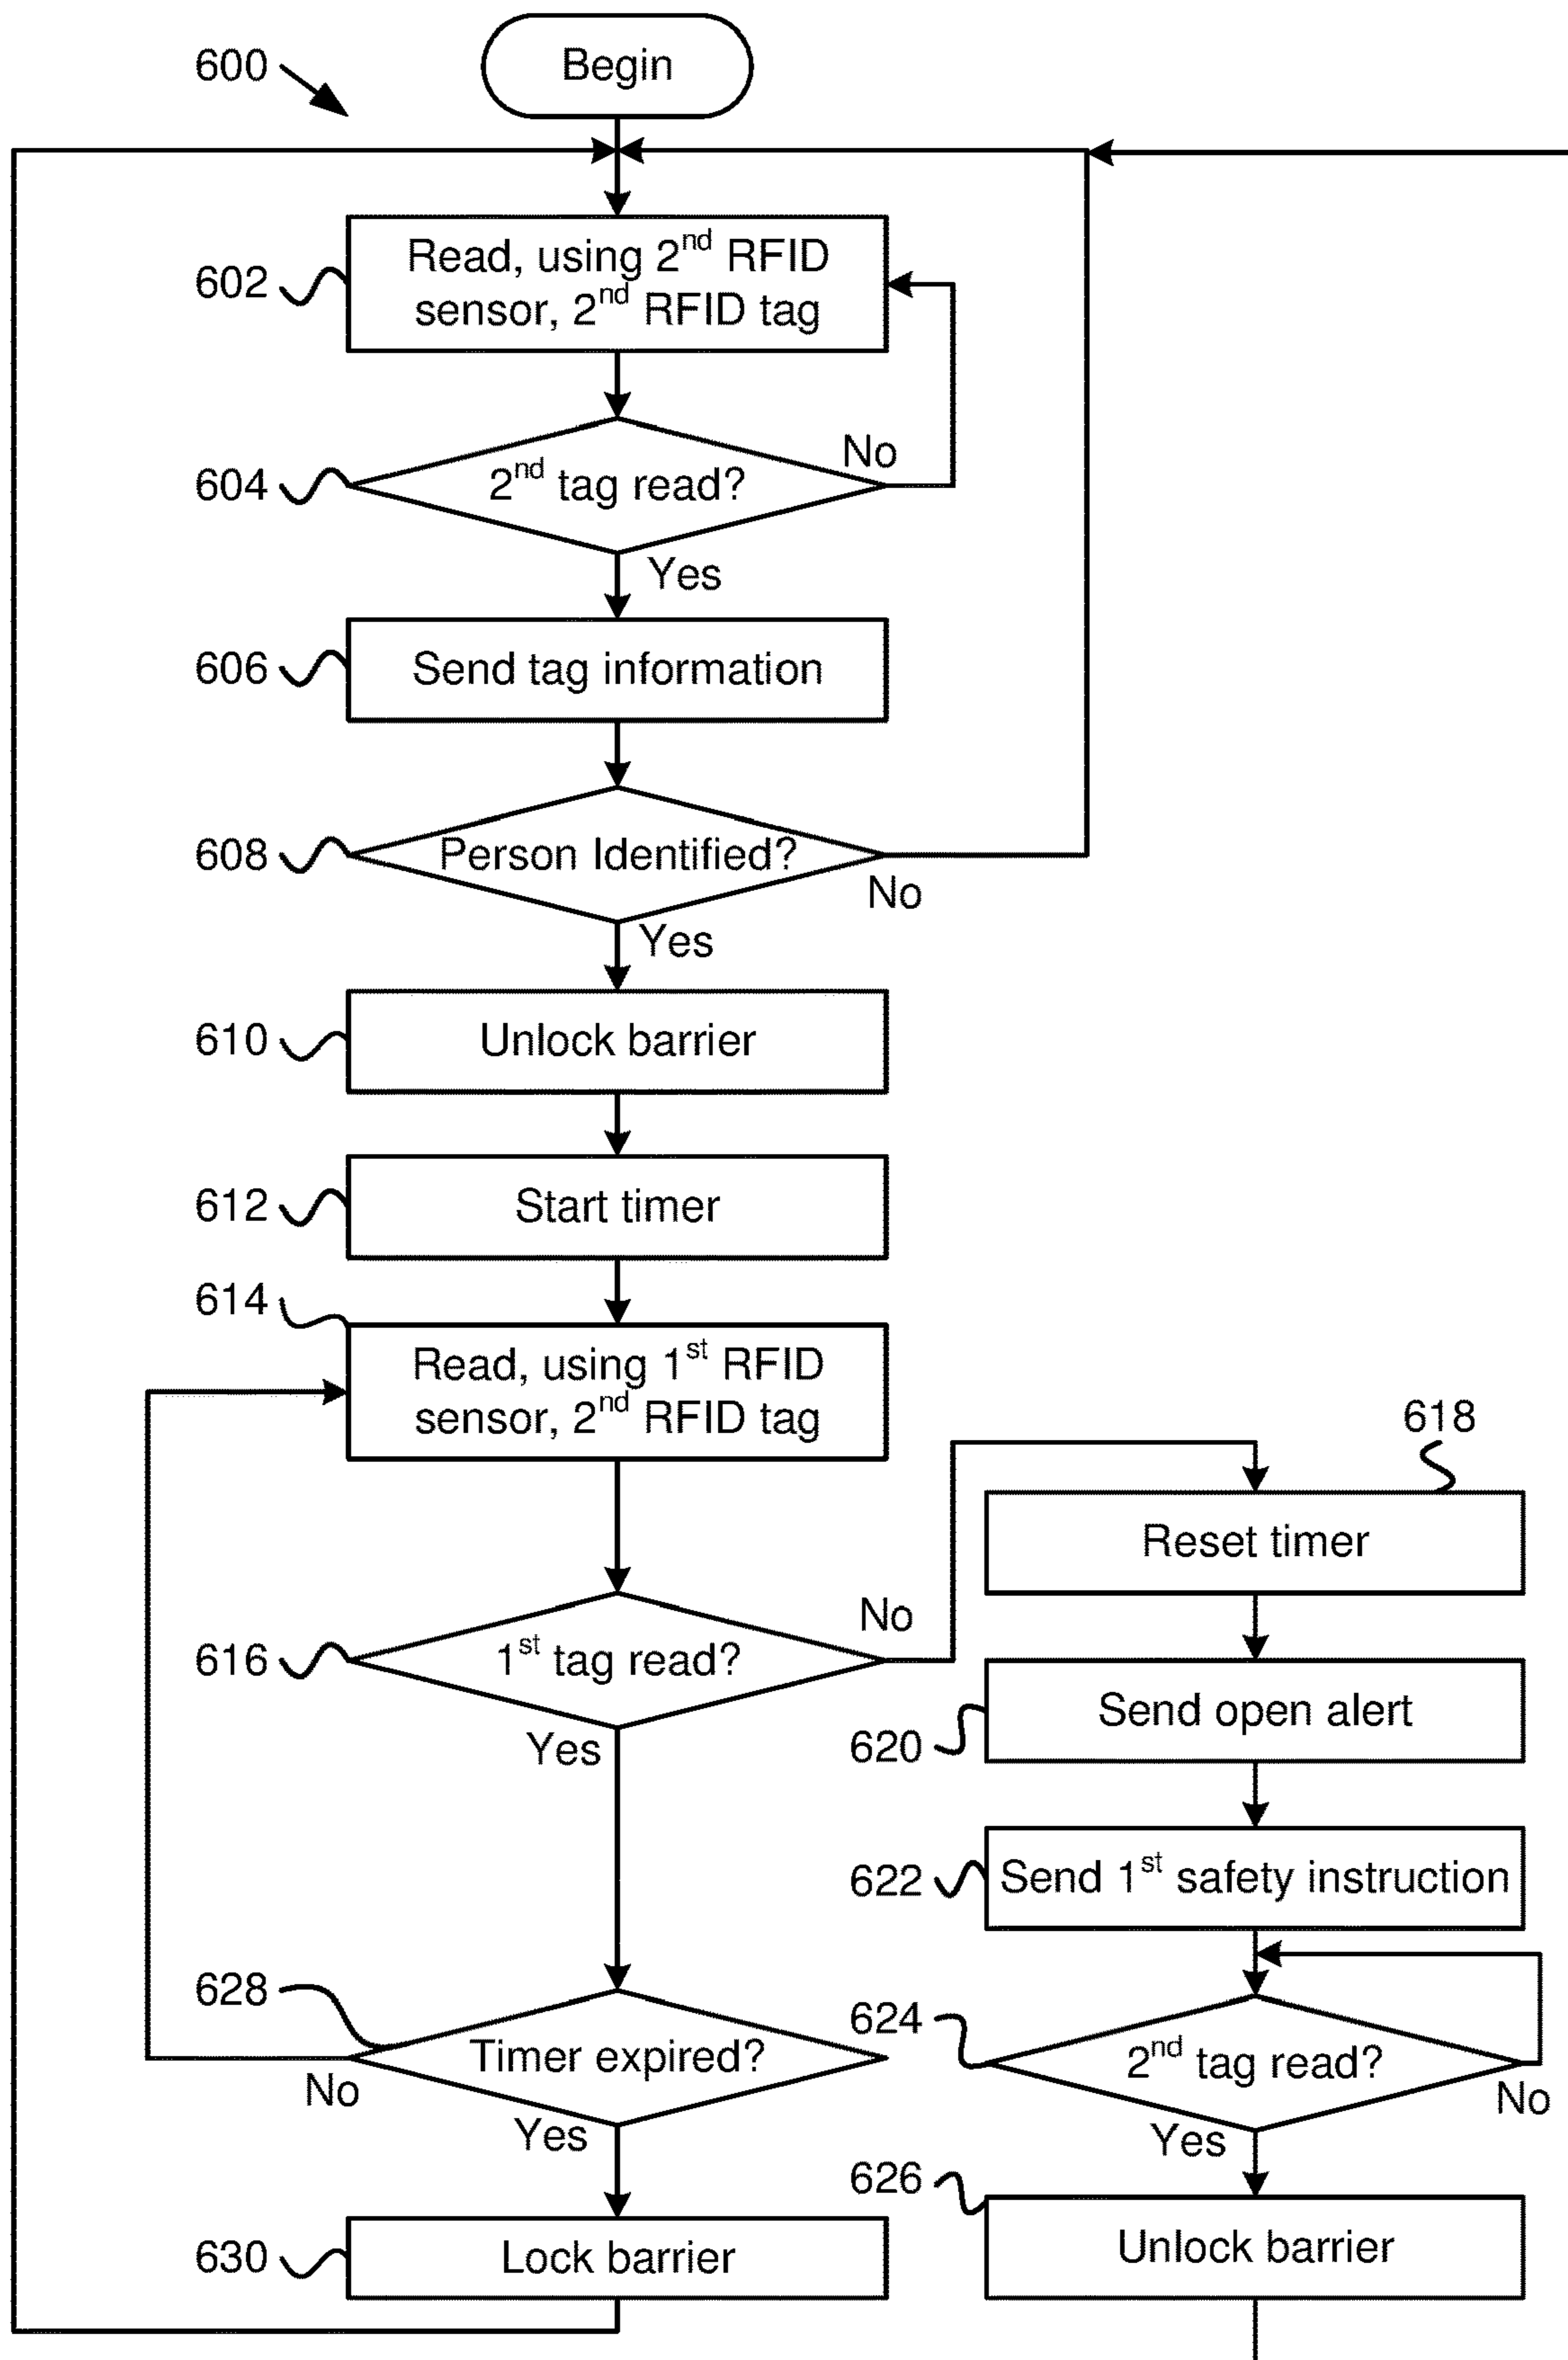 Begin
600
Read, using 2nd RFID
sensor, 2nd RFID tag
602
2nd tag read?
604
No
Yes
Send tag information
606
Person Identified?
608
No
Yes
Unlock barrier
610
Start timer
612
614
Read, using 1st RFID
sensor, 2nd RFID tag
1st tag read?
616
No
Yes
618
Reset timer
Send open alert
620
Send 1st safety instruction
622
624
2nd tag read?
No
Yes
626
Unlock barrier
628
Timer expired?
No
Yes
630
Lock barrier